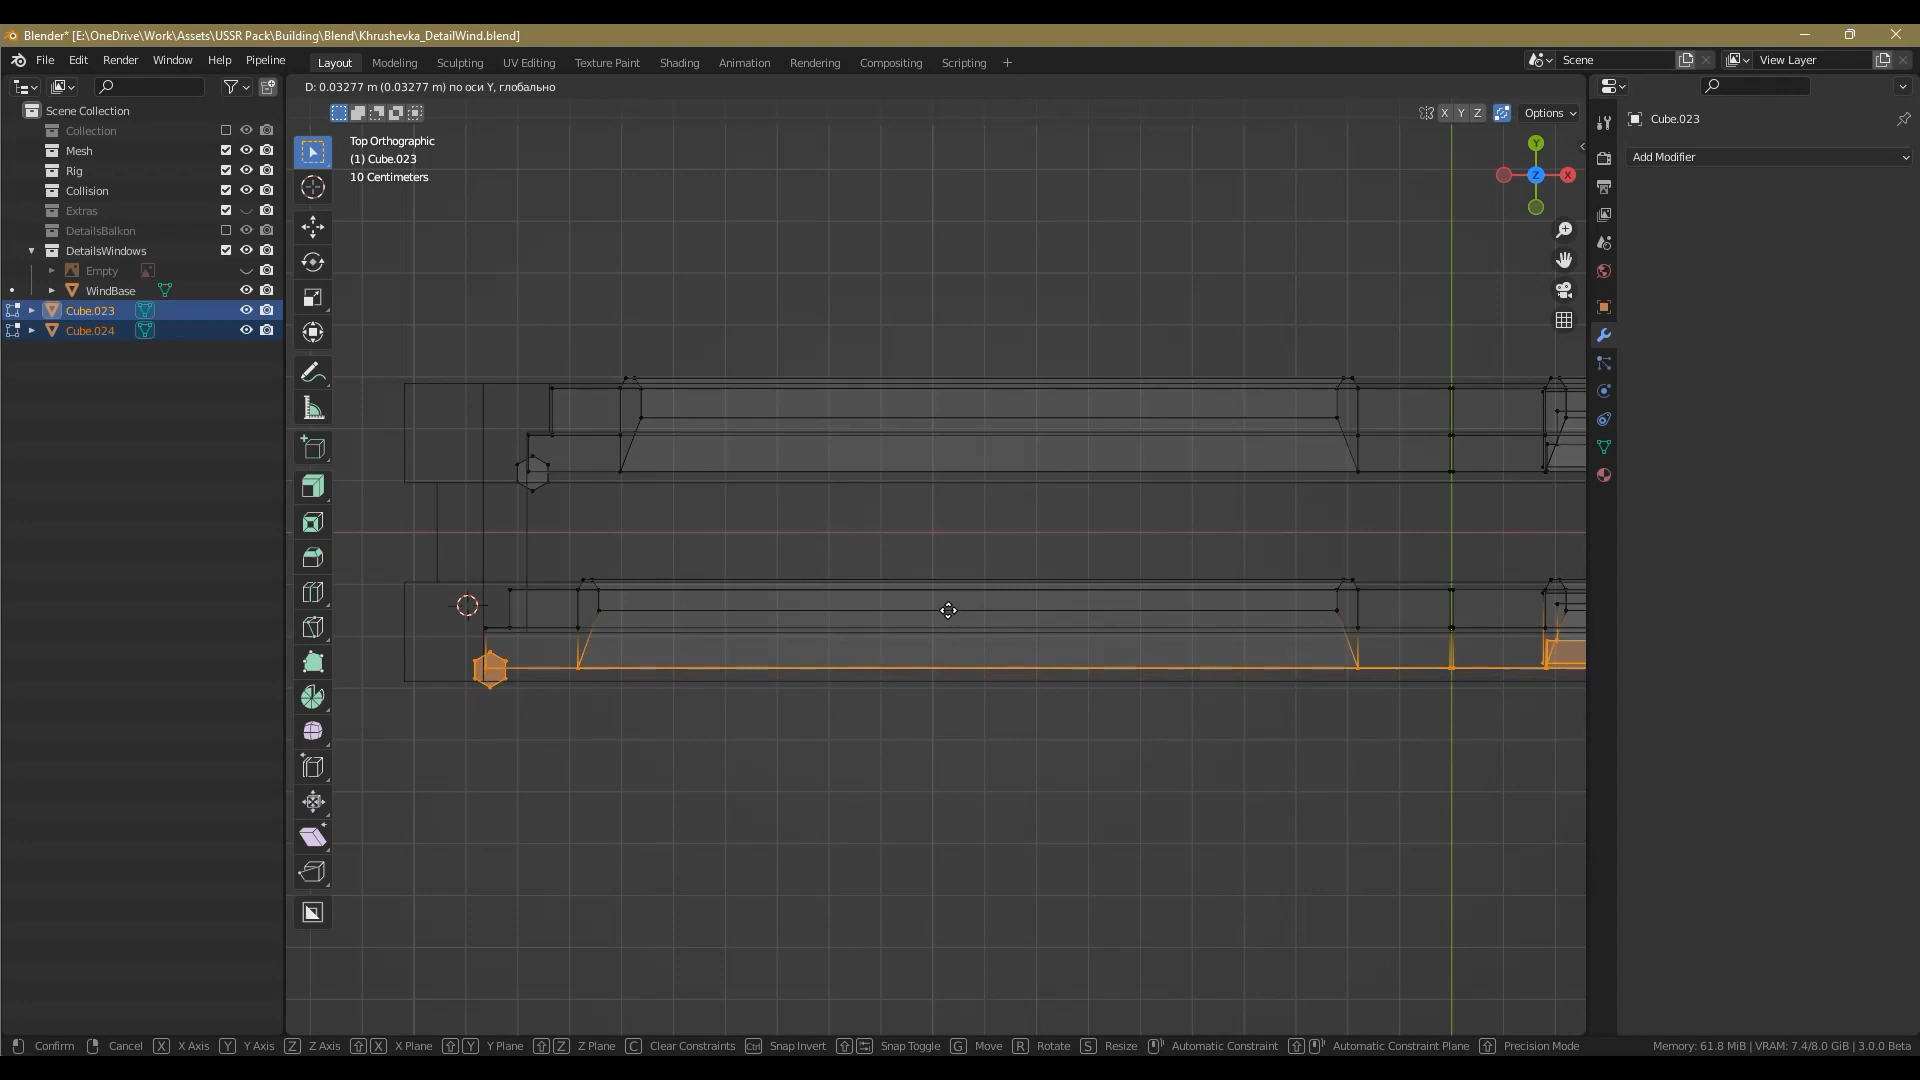 Blender* [E:\OneDrive\Work\Assets\USSR Pack\Building\Blend\Khrushevka_DetailWind.blend]
File Edit Render Window Help Pipeline
Layout Modeling Sculpting UV Editing Texture Paint Shading Animation Rendering Compositing Scripting +
Scene
View Layer
D: 0.03277 m (0.03277 m) по оси Y, глобально
X Y Z
Options
Scene Collection
Collection
Mesh
Rig
Collision
Extras
DetailsBalkon
DetailsWindows
Empty
WindBase
Cube.023
Cube.024
Top Orthographic
(1) Cube.023
10 Centimeters
Y
Z
X
Cube.023
Add Modifier
Confirm Cancel X X Axis Y Y Axis Z Z Axis X X Plane Y Y Plane Z Z Plane C Clear Constraints Ctrl Snap Invert Snap Toggle G Move R Rotate S Resize Automatic Constraint Automatic Constraint Plane Precision Mode
Memory: 61.8 MiB | VRAM: 7.4/8.0 GiB | 3.0.0 Beta